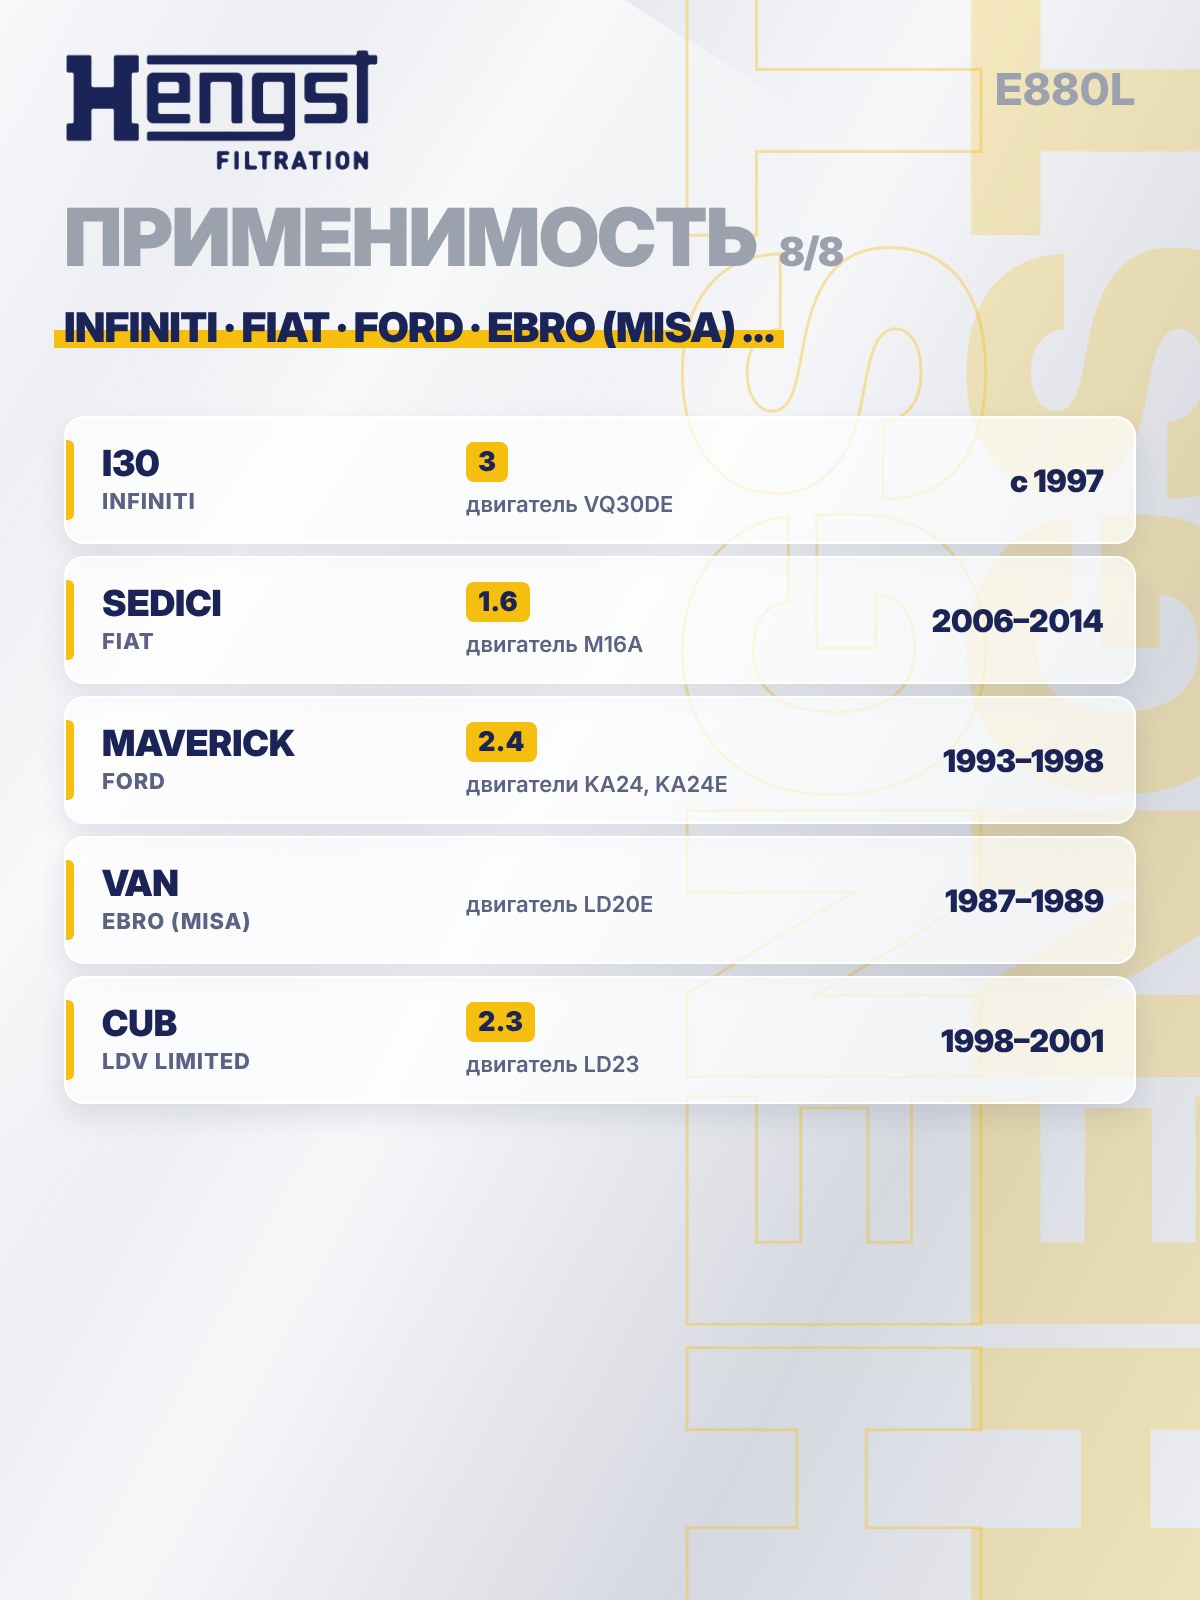 Hengst
FILTRATION
E880L
ПРИМЕНИМОСТЬ 8/8
INFINITI · FIAT · FORD · EBRO (MISA) ...
I30
INFINITI
3
двигатель VQ30DE
с 1997
SEDICI
FIAT
1.6
двигатель M16A
2006–2014
MAVERICK
FORD
2.4
двигатели KA24, KA24E
1993–1998
VAN
EBRO (MISA)
двигатель LD20E
1987–1989
CUB
LDV LIMITED
2.3
двигатель LD23
1998–2001
HENGST
HENGST